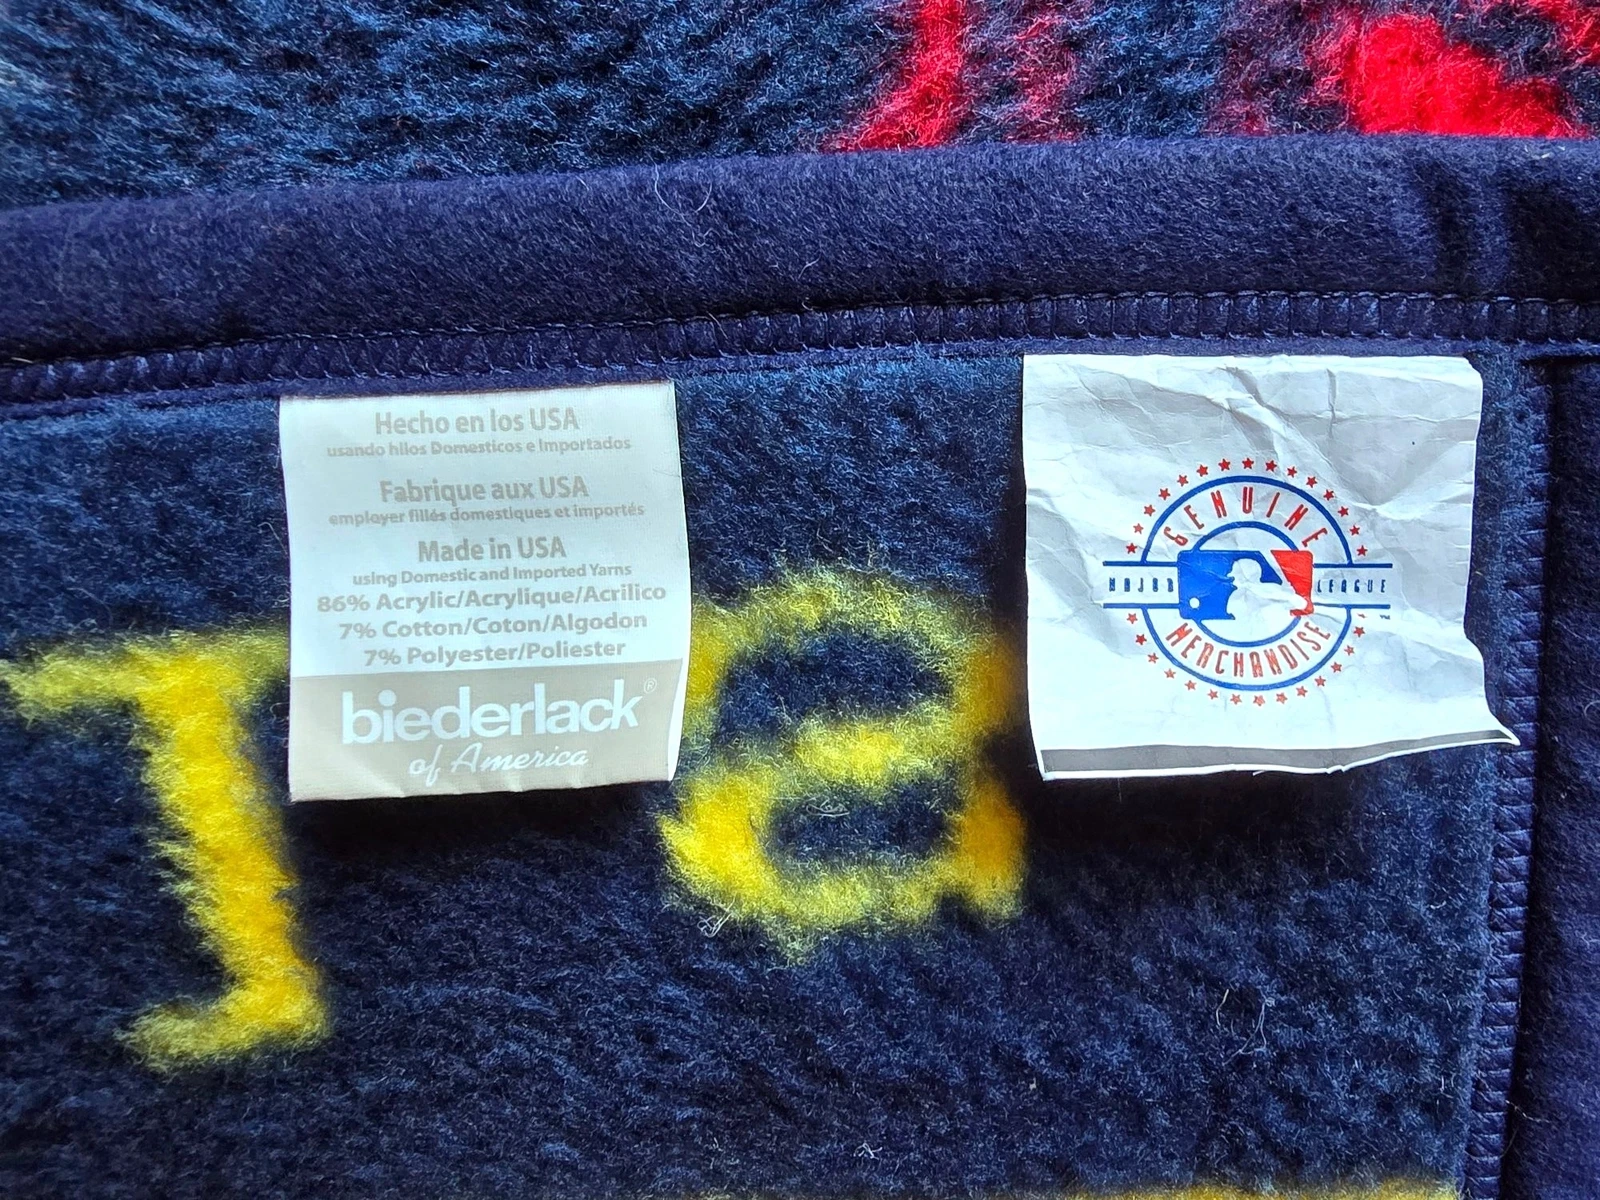 Hecho en los USA
usando hilos Domesticos e Importados
Fabrique aux USA
employer fillés domestiques et importés
Made in USA
using Domestic and Imported Yarns
86% Acrylic/Acrylique/Acrilico
7% Cotton/Coton/Algodon
7% Polyester/Poliester
biederlack®
of America
GENUINE
MAJOR LEAGUE
MERCHANDISE
™